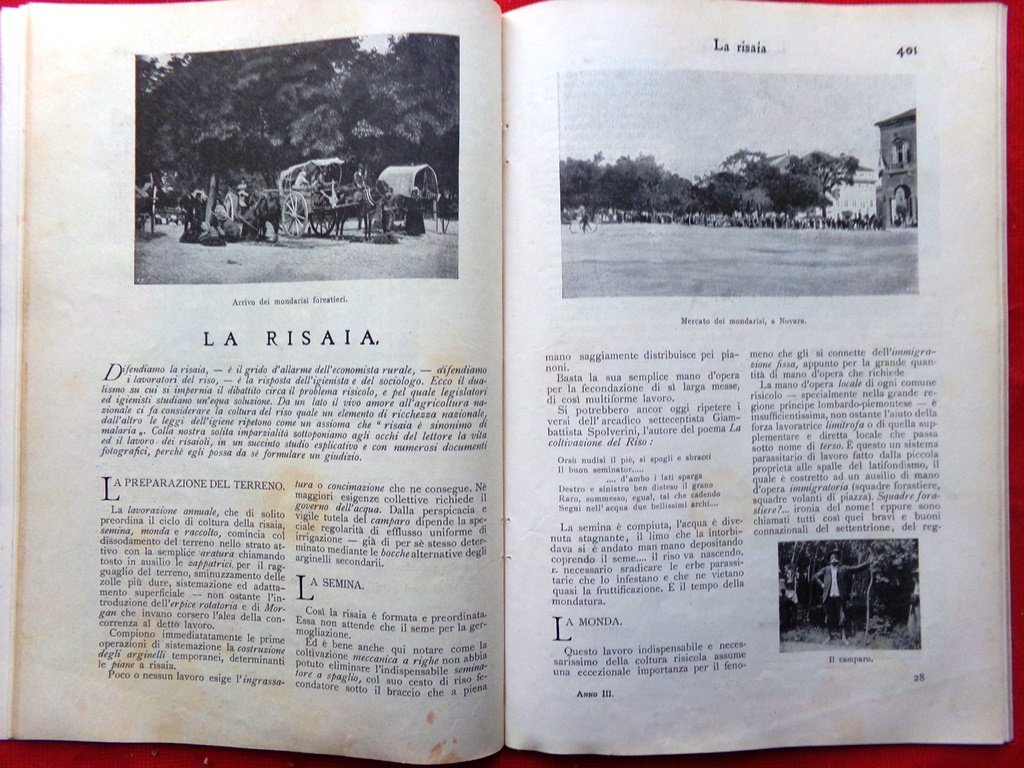 Arrivo dei mondarisi forestieri.
LA RISAIA.
Difendiamo la risaia, — è il grido d'allarme dell'economista rurale, — difendiamo
i lavoratori del riso, — è la risposta dell'igienista e del sociologo. Ecco il dua-
lismo su cui si impernia il dibattito circa il problema risicolo, e pel quale legislatori
ed igienisti studiano un'equa soluzione. Da un lato il vivo amore all'agricoltura na-
zionale ci fa considerare la coltura del riso quale un elemento di ricchezza nazionale,
dall'altro le leggi dell'igiene ripetono come un assioma che "risaia è sinonimo di
malaria„. Colla nostra solita imparzialità sottoponiamo agli occhi del lettore la vita
ed il lavoro dei risaioli, in un succinto studio esplicativo e con numerosi documenti
fotografici, perchè egli possa da sè formulare un giudizio.
LA PREPARAZIONE DEL TERRENO.
La lavorazione annuale, che di solito
preordina il ciclo di coltura della risaia,
semina, monda e raccolto, comincia col
dissodamento del terreno nello strato at-
tivo con la semplice aratura chiamando
tosto in ausilio le zappatrici per il rag-
guaglio del terreno, sminuzzamento delle
zolle più dure, sistemazione ed adatta-
mento superficiale — non ostante l'in-
troduzione dell'erpice rotatoria e di Mor-
gan che invano corsero l'alea della con-
correnza al detto lavoro.
Compiono immediatatamente le prime
operazioni di sistemazione la costruzione
degli arginelli temporanei, determinanti
le piane a risaia.
Poco o nessun lavoro esige l'ingrassa-
tura o concimazione che ne consegue. Nè
maggiori esigenze collettive richiede il
governo dell'acqua. Dalla perspicacia e
vigile tutela del camparo dipende la spe-
ciale regolarità di efflusso uniforme di
irrigazione — già di per sè stesso deter-
minato mediante le bocche alternative degli
arginelli secondarii.
LA SEMINA.
Così la risaia è formata e preordinata.
Essa non attende che il seme per la ger-
mogliazione.
Ed è bene anche qui notare come la
coltivazione meccanica a righe non abbia
potuto eliminare l'indispensabile semina-
tore a spaglio, col suo cesto di riso fe-
condatore sotto il braccio che a piena
La risaia
401
Mercato dei mondarisi, a Novara.
mano saggiamente distribuisce pei pia-
noni.
Basta la sua semplice mano d'opera
per la fecondazione di sì larga messe,
di così multiforme lavoro.
Si potrebbero ancor oggi ripetere i
versi dell'arcadico settecentista Giam-
battista Spolverini, l'autore del poema La
coltivazione del Riso :
Orsi nudisi il piè, si spogli e sbracci
Il buon seminator.....
.... d'ambo i lati sparga
Destro e sinistro ben disteso il grano
Raro, sommesso, egual, tal che cadendo
Segni nell'acqua due bellissimi archi....
La semina è compiuta, l'acqua è dive-
nuta stagnante, il limo che la intorbi-
dava si è andato man mano depositando
coprendo il seme.... il riso va nascendo.
È necessario sradicare le erbe parassi-
tarie che lo infestano e che ne vietano
quasi la fruttificazione. È il tempo della
mondatura.
LA MONDA.
Questo lavoro indispensabile e neces-
sarissimo della coltura risicola assume
una eccezionale importanza per il feno-
Anno III.
meno che gli si connette dell'immigra-
zione fissa, appunto per la grande quan-
tità di mano d'opera che richiede
La mano d'opera locale di ogni comune
risicolo — specialmente nella grande re-
gione principe lombardo-piemontese — è
insufficientissima, non ostante l'aiuto della
forza lavoratrice limitrofa o di quella su-
plementare e diretta locale che passa
sotto nome di terzo. È questo un sistema
parassitario di lavoro fatto dalla piccola
proprietà alle spalle del latifondismo, il
quale è costretto ad un ausilio di mano
d'opera immigratoria (squadre forastiere,
squadre volanti di piazza). Squadre fora-
stiere?... ironia del nome! eppure sono
chiamati tutti così quei bravi e buoni
connazionali del settentrione, del reg-
Il camparo.
28